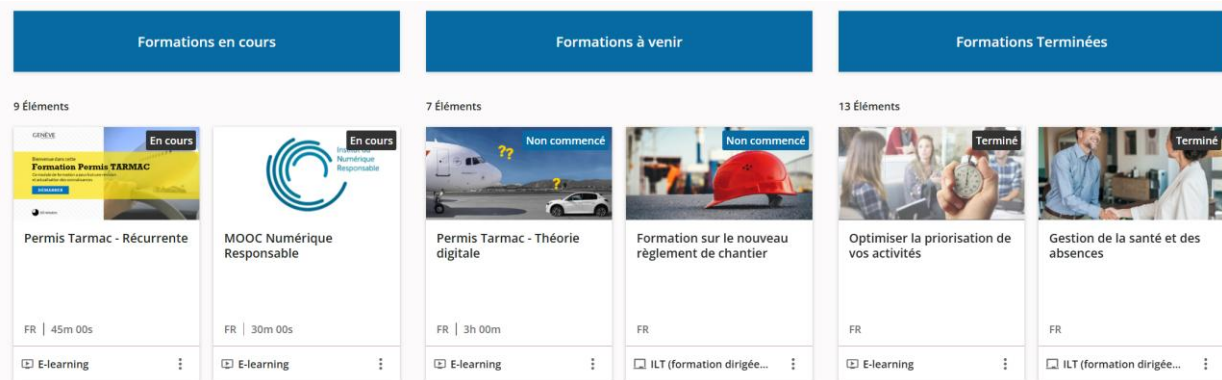 Formations en cours
Formations à venir
Formations Terminées
9 Éléments
7 Éléments
13 Éléments
GENÈVE
En cours
Bienvenue dans cette
Formation Permis TARMAC
DÉMARRER
Permis Tarmac - Récurrente
FR | 45m 00s
E-learning
En cours
Numérique
Responsable
MOOC Numérique
Responsable
FR | 30m 00s
E-learning
Non commencé
??
?
Permis Tarmac - Théorie
digitale
FR | 3h 00m
E-learning
Non commencé
Formation sur le nouveau
règlement de chantier
FR
ILT (formation dirigée...
Terminé
Optimiser la priorisation de
vos activités
FR
E-learning
Terminé
Gestion de la santé et des
absences
FR
ILT (formation dirigée...